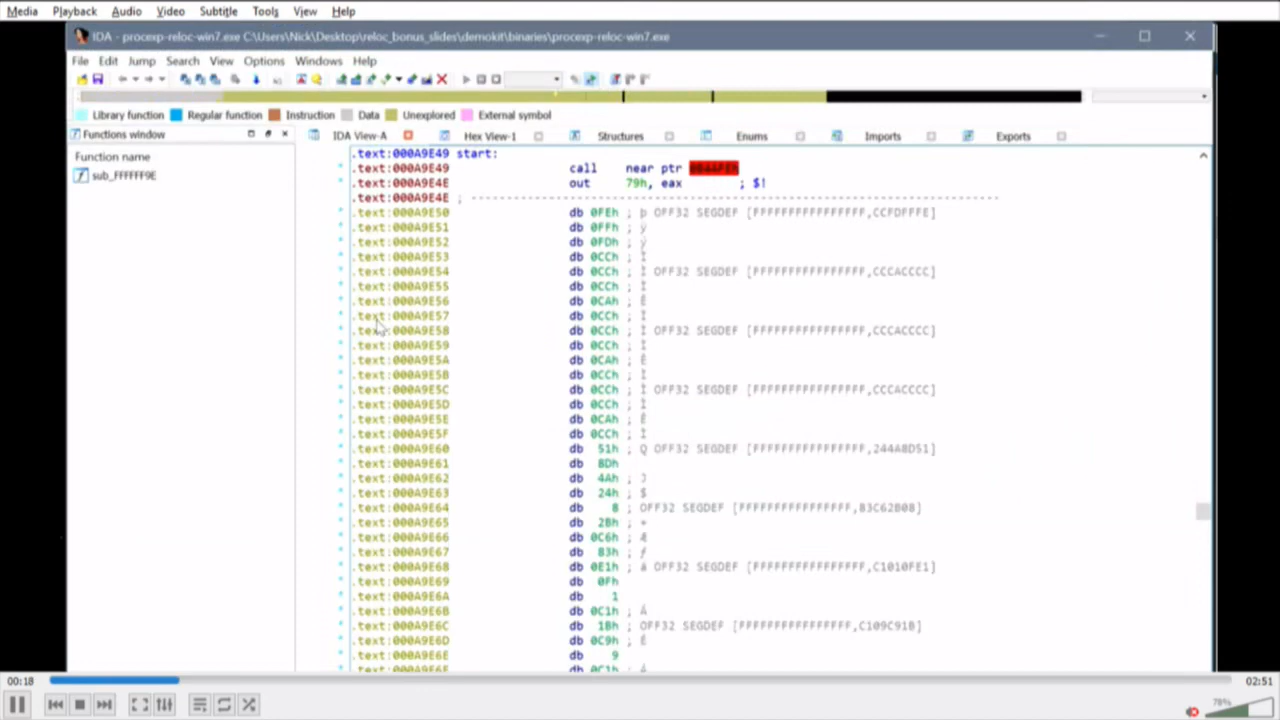 Media Playback Audio Video Subtitle Tools View Help
IDA - procexp-reloc-win7.exe C:\Users\Nick\Desktop\reloc_bonus_slides\demokit\binaries\procexp-reloc-win7.exe
File Edit Jump Search View Options Windows Help
Library function Regular function Instruction Data Unexplored External symbol
Functions window IDA View-A Hex View-1 Structures Enums Imports Exports
Function name
sub_FFFFFF9E
.text:000A9E49 start:
.text:000A9E49 call near ptr
.text:000A9E4E out 79h, eax ; $!
.text:000A9E4E ; ---------------------------------------------------------------------------
.text:000A9E50 db 0FEh ; þ OFF32 SEGDEF [FFFFFFFFFFFFFFFF,CCFDFFFE]
.text:000A9E51 db 0FFh ; ÿ
.text:000A9E52 db 0FDh ; ý
.text:000A9E53 db 0CCh ; Ì
.text:000A9E54 db 0CCh ; Ì OFF32 SEGDEF [FFFFFFFFFFFFFFFF,CCCACCCC]
.text:000A9E55 db 0CCh ; Ì
.text:000A9E56 db 0CAh ; Ê
.text:000A9E57 db 0CCh ; Ì
.text:000A9E58 db 0CCh ; Ì OFF32 SEGDEF [FFFFFFFFFFFFFFFF,CCCACCCC]
.text:000A9E59 db 0CCh ; Ì
.text:000A9E5A db 0CAh ; Ê
.text:000A9E5B db 0CCh ; Ì
.text:000A9E5C db 0CCh ; Ì OFF32 SEGDEF [FFFFFFFFFFFFFFFF,CCCACCCC]
.text:000A9E5D db 0CCh ; Ì
.text:000A9E5E db 0CAh ; Ê
.text:000A9E5F db 0CCh ; Ì
.text:000A9E60 db 51h ; Q OFF32 SEGDEF [FFFFFFFFFFFFFFFF,244A8D51]
.text:000A9E61 db 8Dh
.text:000A9E62 db 4Ah ; J
.text:000A9E63 db 24h ; $
.text:000A9E64 db 8 ; OFF32 SEGDEF [FFFFFFFFFFFFFFFF,83C62B08]
.text:000A9E65 db 2Bh ; +
.text:000A9E66 db 0C6h ; Æ
.text:000A9E67 db 83h ; ƒ
.text:000A9E68 db 0E1h ; á OFF32 SEGDEF [FFFFFFFFFFFFFFFF,C1010FE1]
.text:000A9E69 db 0Fh
.text:000A9E6A db 1
.text:000A9E6B db 0C1h ; Á
.text:000A9E6C db 1Bh ; OFF32 SEGDEF [FFFFFFFFFFFFFFFF,C109C91B]
.text:000A9E6D db 0C9h ; É
.text:000A9E6E db 9
.text:000A9E6F db 0C1h ; Á
00:18 02:51
78%